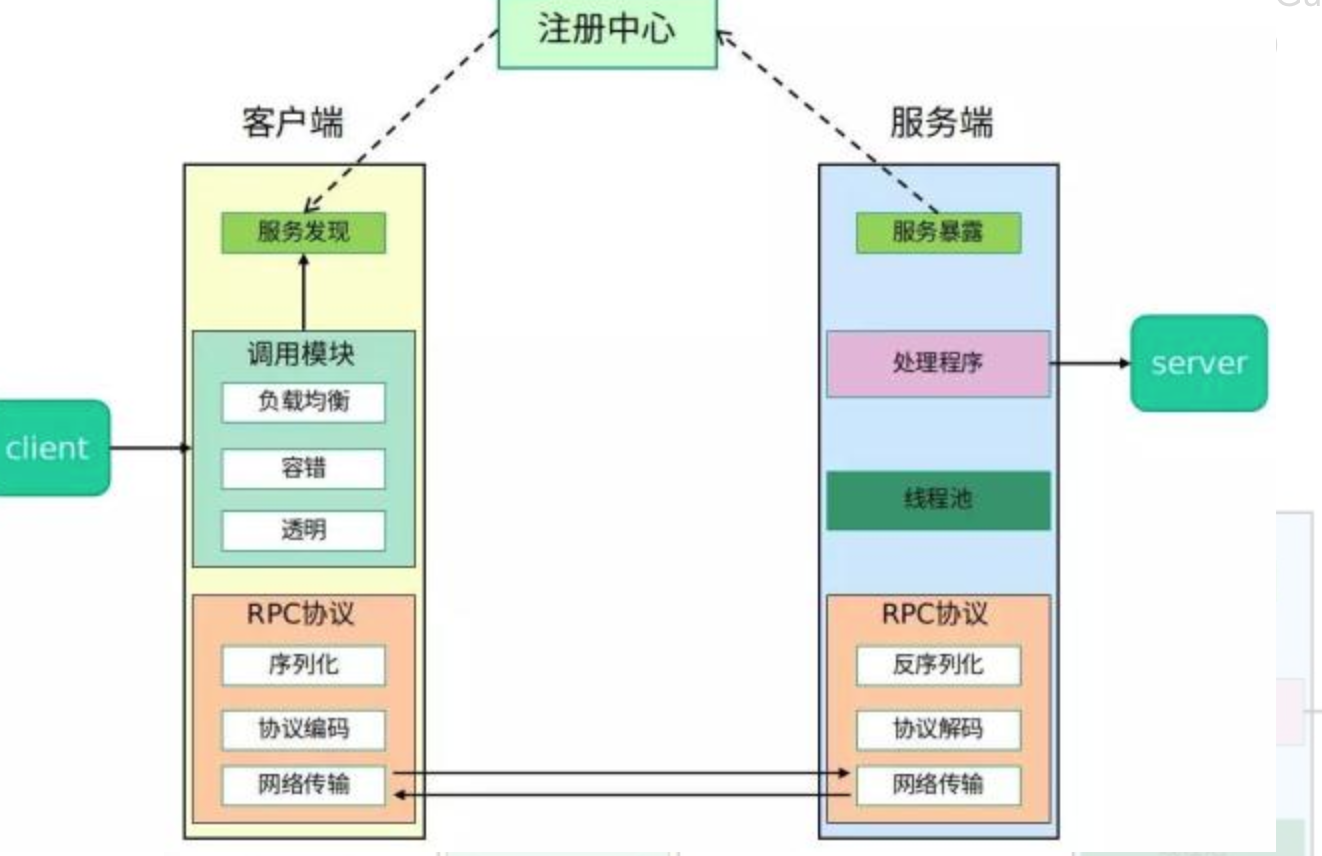 注册中心
客户端
服务端
服务发现
服务暴露
调用模块
负载均衡
容错
透明
client
处理程序
server
线程池
RPC协议
序列化
协议编码
网络传输
RPC协议
反序列化
协议解码
网络传输